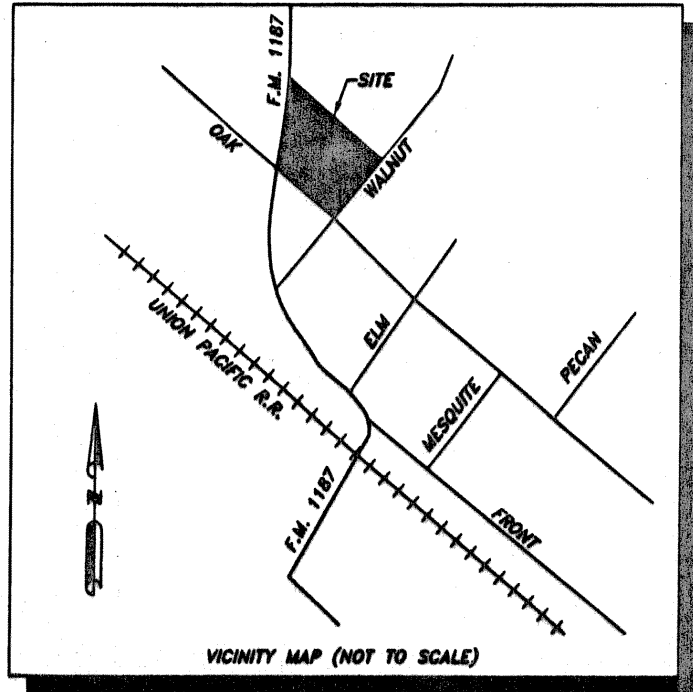 F.M. 1187
SITE
OAK
WALNUT
UNION PACIFIC R.R.
ELM
PECAN
MESQUITE
F.M. 1187
FRONT
N
VICINITY MAP (NOT TO SCALE)